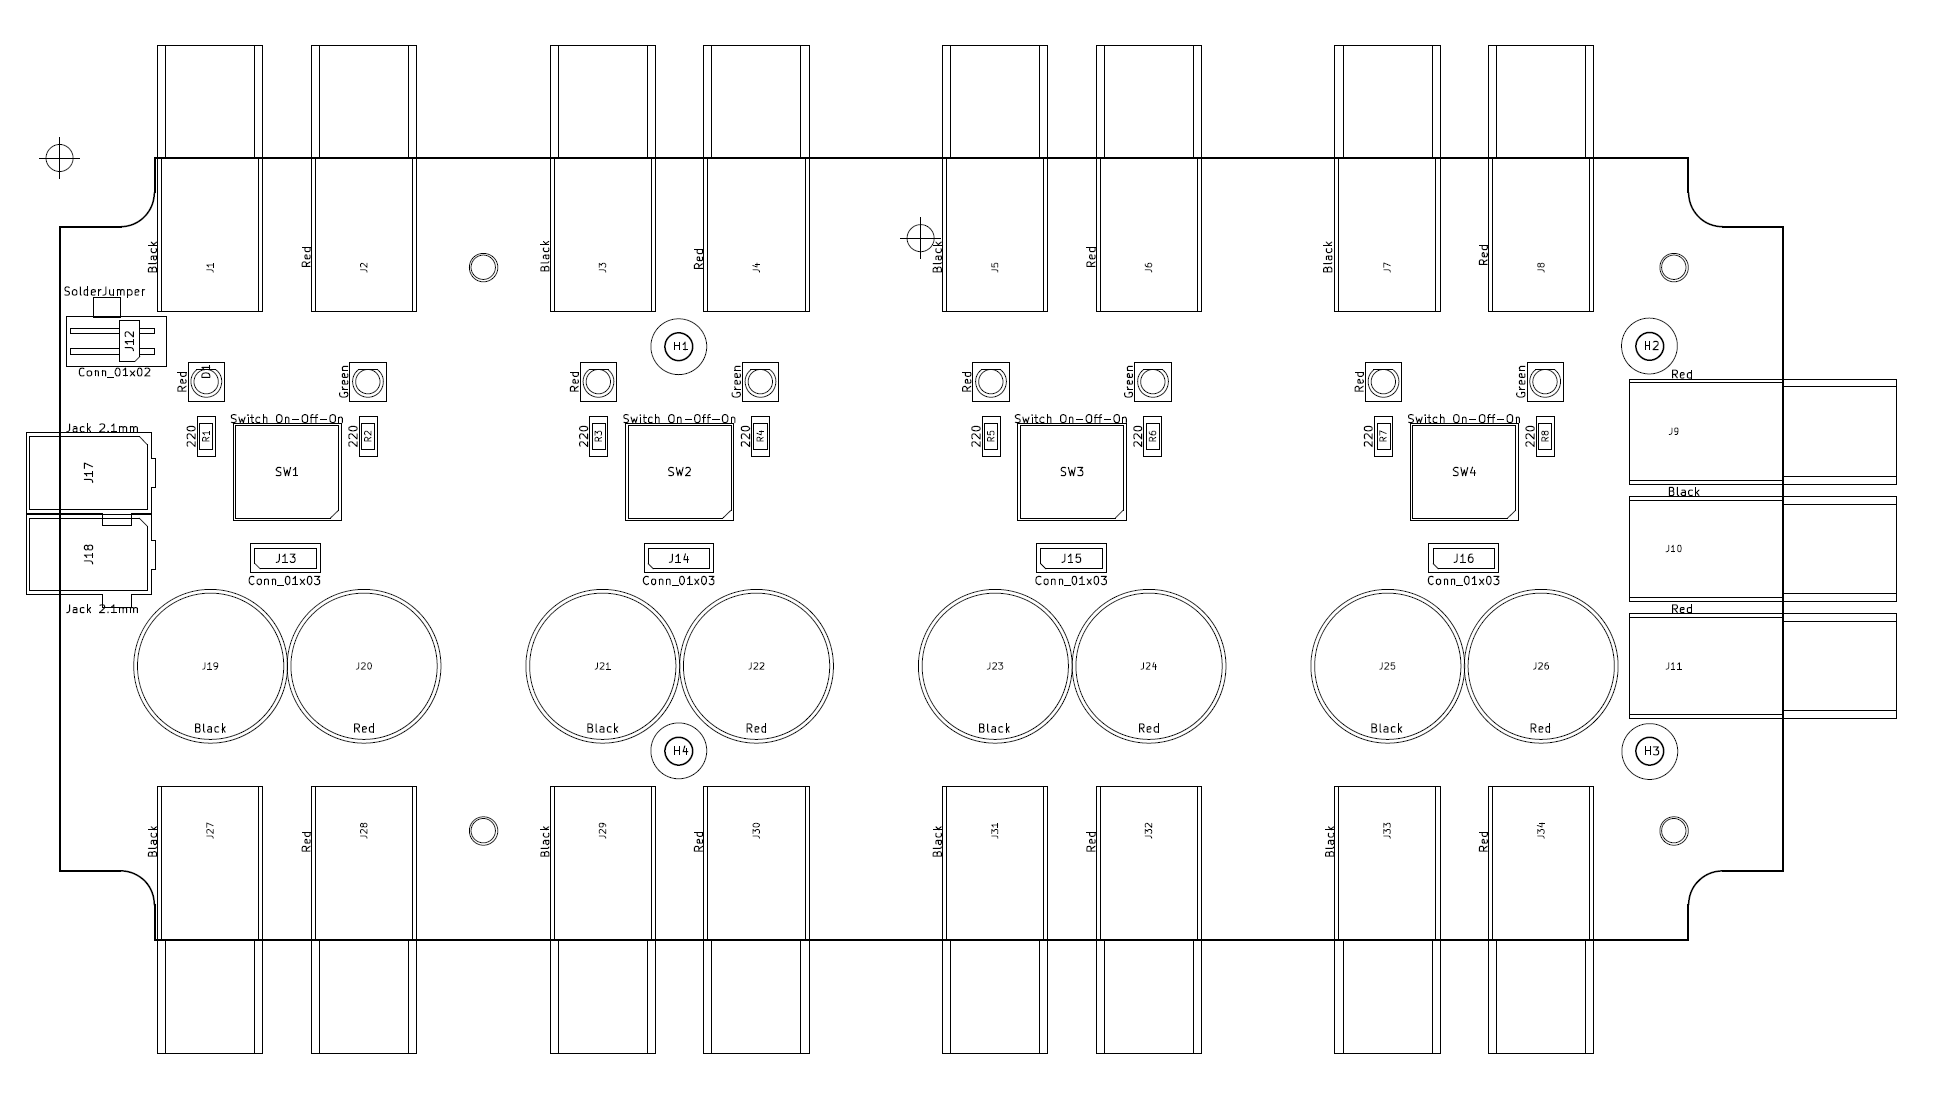 Black
J1
Red
J2
Black
J3
Red
J4
Black
J5
Red
J6
Black
J7
Red
J8
SolderJumper
J12
Conn_01x02
H1
H2
Red
D1
Green
Red
Green
Red
Green
Red
Green
Red
J9
Jack 2.1mm
J17
220
R1
Switch On-Off-On
SW1
220
R2
220
R3
Switch On-Off-On
SW2
220
R4
220
R5
Switch On-Off-On
SW3
220
R6
220
R7
Switch On-Off-On
SW4
220
R8
Black
J10
J18
Jack 2.1mm
J13
Conn_01x03
J14
Conn_01x03
J15
Conn_01x03
J16
Conn_01x03
Red
J11
J19
Black
J20
Red
J21
Black
J22
Red
J23
Black
J24
Red
J25
Black
J26
Red
H4
H3
Black
J27
Red
J28
Black
J29
Red
J30
Black
J31
Red
J32
Black
J33
Red
J34